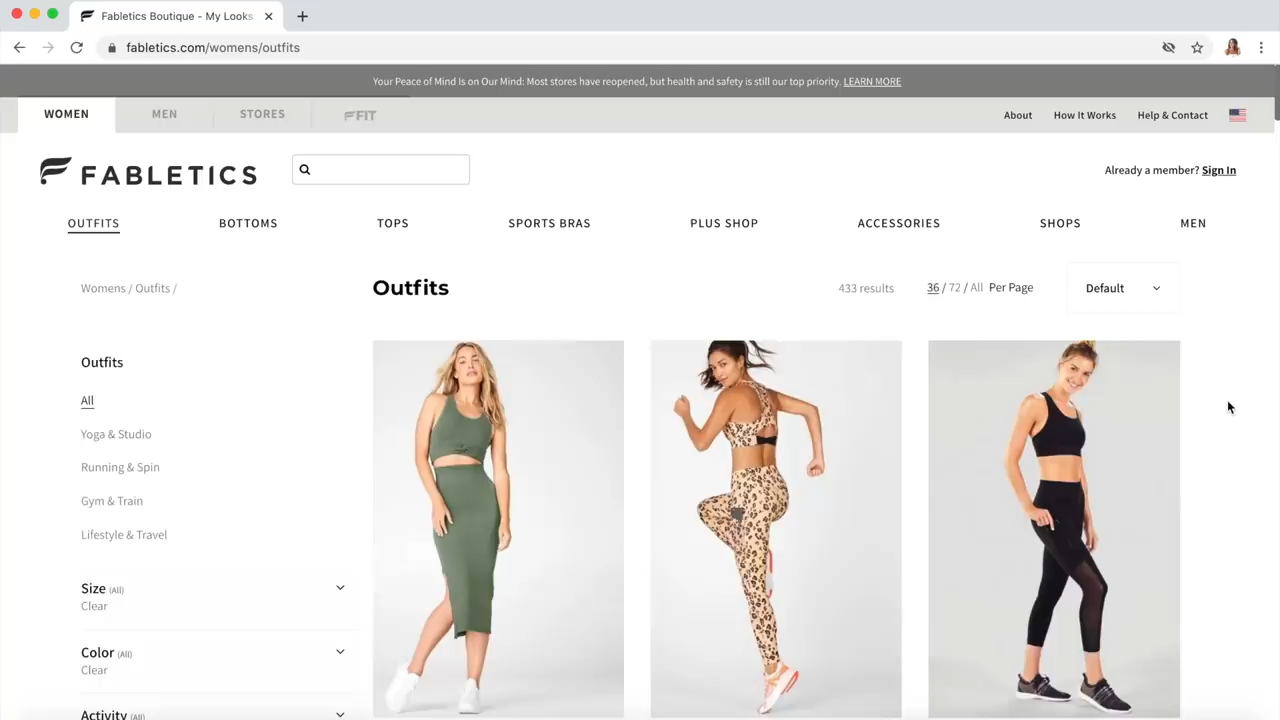 Fabletics Boutique - My Looks
fabletics.com/womens/outfits
Your Peace of Mind Is on Our Mind: Most stores have reopened, but health and safety is still our top priority. LEARN MORE
WOMEN MEN STORES FIT About How It Works Help & Contact
FABLETICS Already a member? Sign In
OUTFITS BOTTOMS TOPS SPORTS BRAS PLUS SHOP ACCESSORIES SHOPS MEN
Womens / Outfits / Outfits 433 results 36 / 72 / All Per Page Default
Outfits
All
Yoga & Studio
Running & Spin
Gym & Train
Lifestyle & Travel
Size (All)
Clear
Color (All)
Clear
Activity (All)